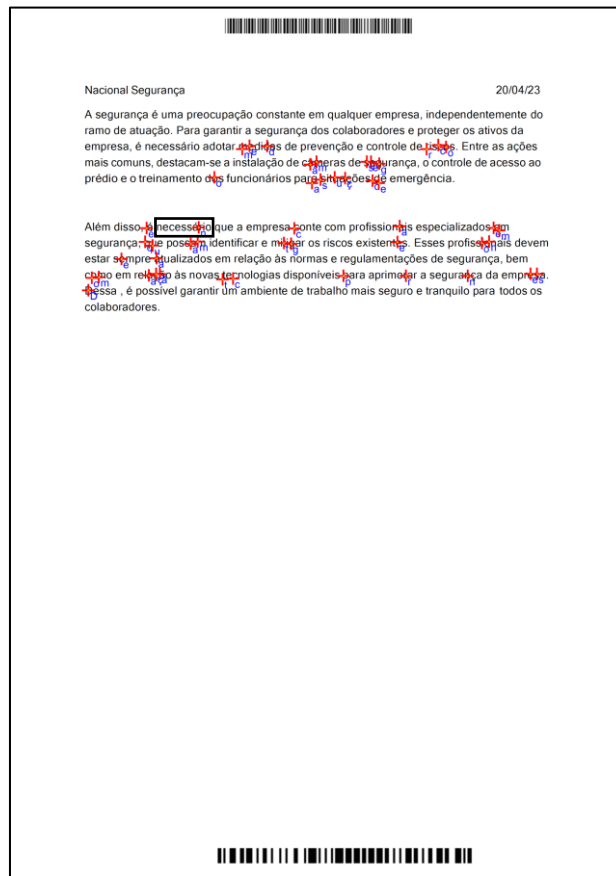 Nacional Segurança 20/04/23
A segurança é uma preocupação constante em qualquer empresa, independentemente do
ramo de atuação. Para garantir a segurança dos colaboradores e proteger os ativos da
empresa, é necessário adotar medidas de prevenção e controle de riscos. Entre as ações
mais comuns, destacam-se a instalação de câmeras de segurança, o controle de acesso ao
prédio e o treinamento dos funcionários para situações de emergência.
Além disso, é necessário que a empresa conte com profissionais especializados em
segurança, que possam identificar e mitigar os riscos existentes. Esses profissionais devem
estar sempre atualizados em relação às normas e regulamentações de segurança, bem
como em relação às novas tecnologias disponíveis para aprimorar a segurança da empresa.
Dessa , é possível garantir um ambiente de trabalho mais seguro e tranquilo para todos os
colaboradores.